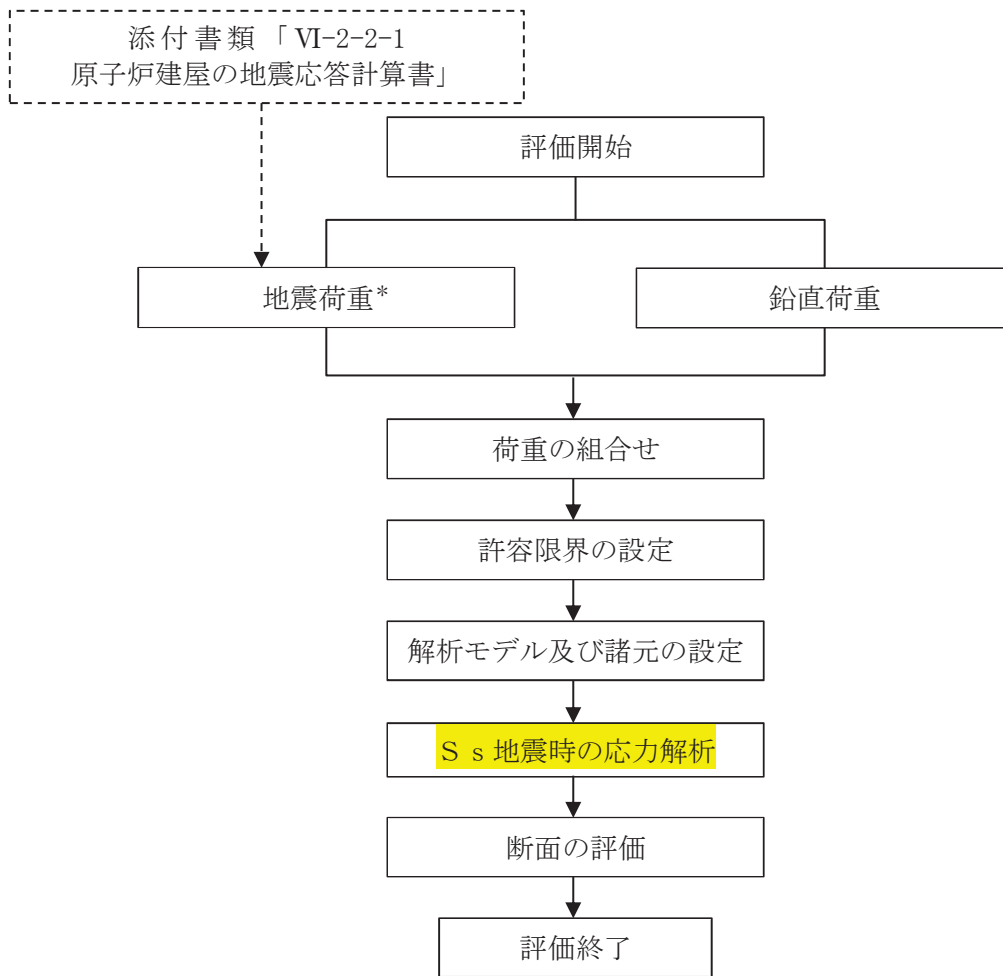 添付書類「Ⅵ-2-2-1
原子炉建屋の地震応答計算書」
評価開始
地震荷重*
鉛直荷重
荷重の組合せ
許容限界の設定
解析モデル及び諸元の設定
Ｓｓ地震時の応力解析
断面の評価
評価終了